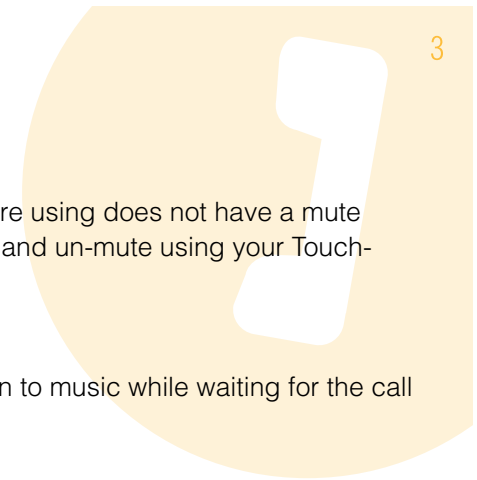 3
re using does not have a mute
and un-mute using your Touch-
n to music while waiting for the call